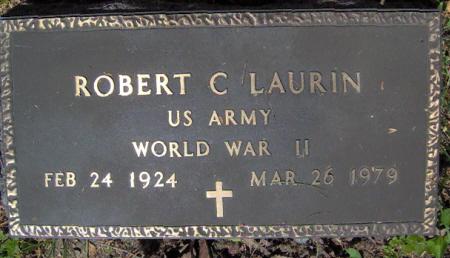 ROBERT C LAURIN
US ARMY
WORLD WAR II
FEB 24 1924 MAR 26 1979